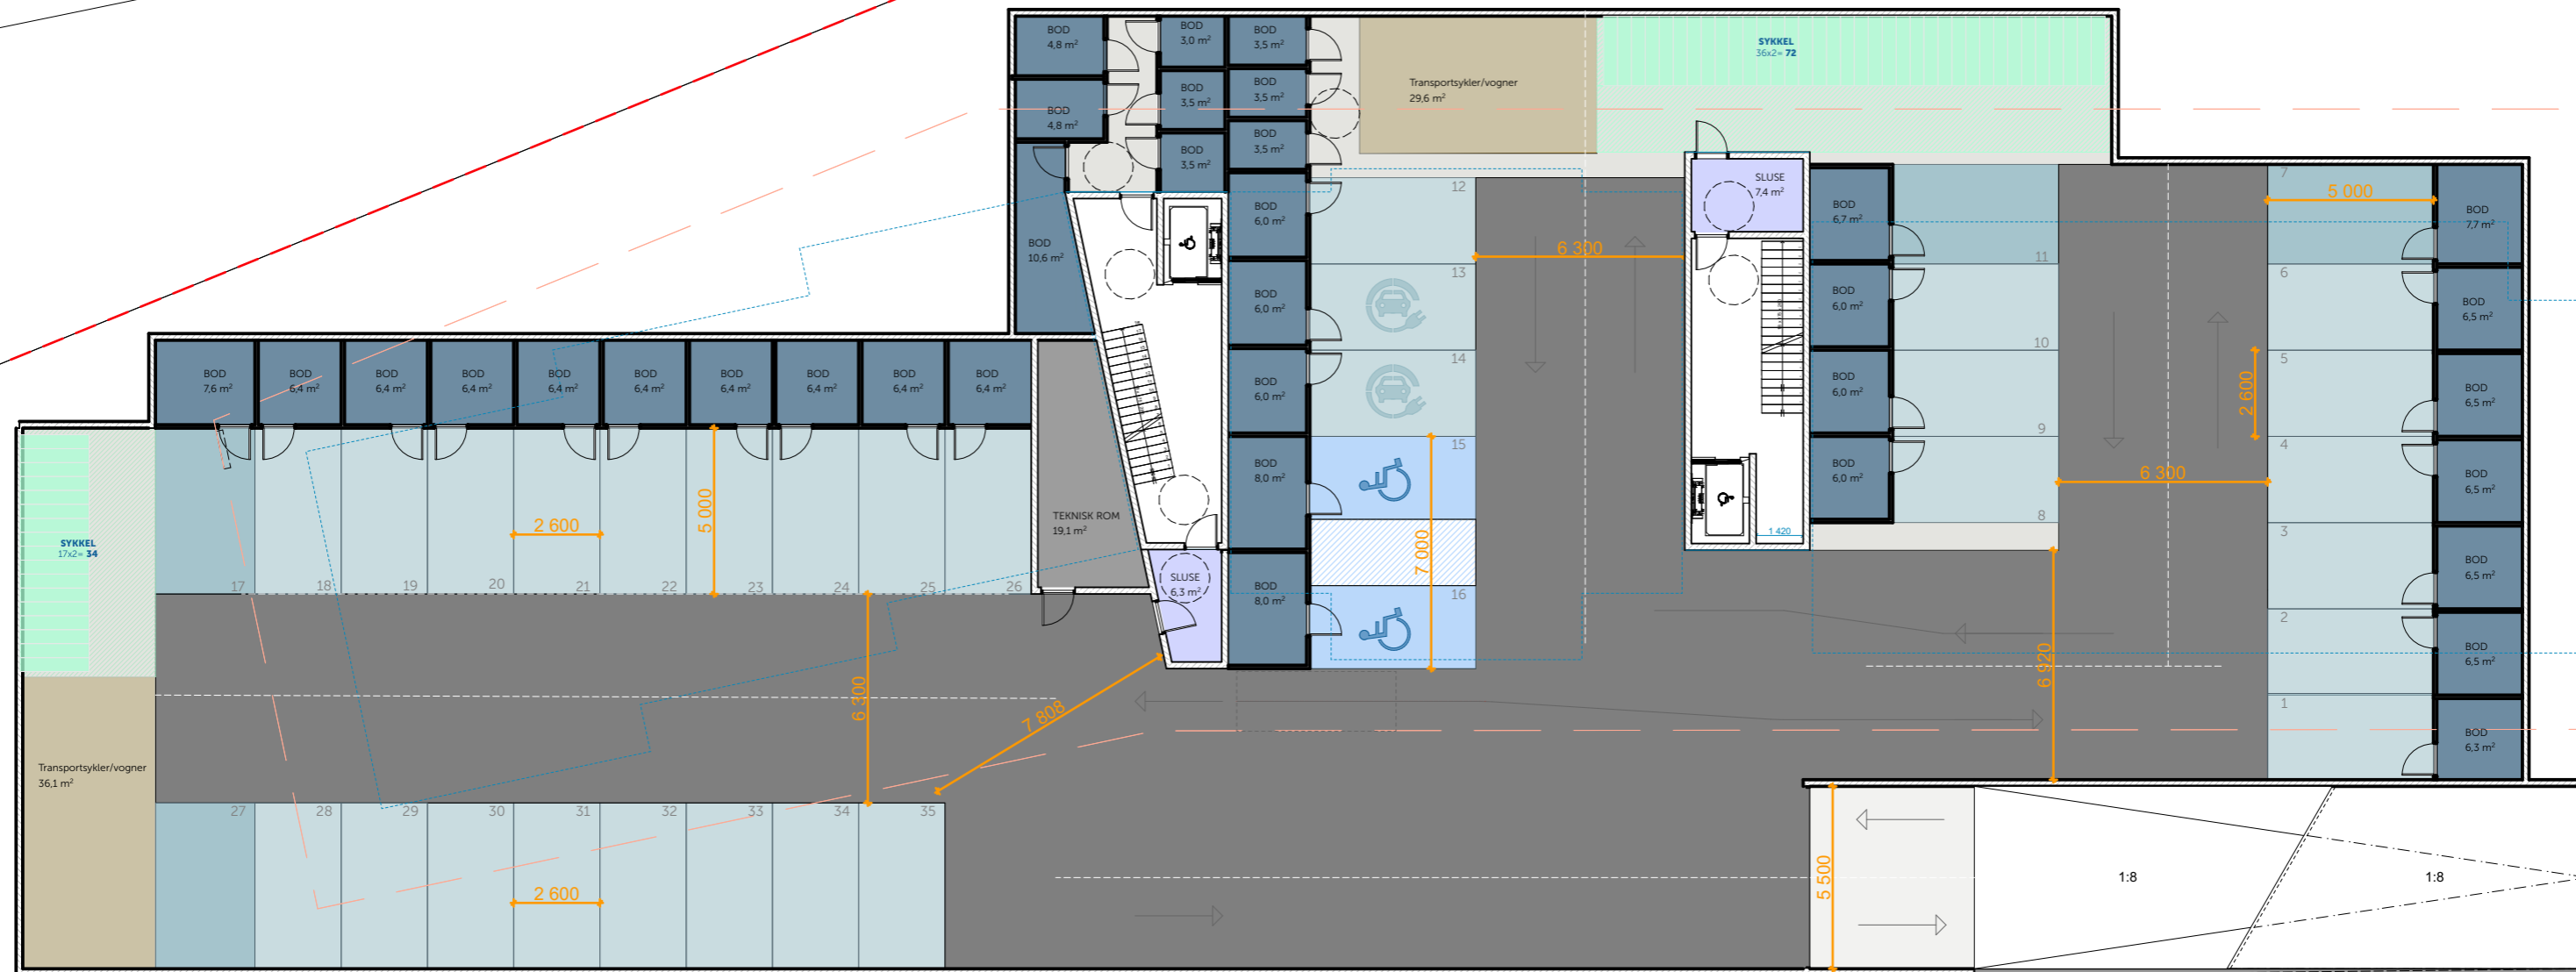 BOD
4,8 m²
BOD
4,8 m²
BOD
10,6 m²
BOD
3,0 m²
BOD
3,5 m²
BOD
3,5 m²
BOD
3,5 m²
BOD
3,5 m²
BOD
3,5 m²
BOD
6,0 m²
BOD
6,0 m²
BOD
6,0 m²
BOD
8,0 m²
BOD
8,0 m²
Transportsykler/vogner
29,6 m²
SYKKEL
36x2= 72
12
13
14
15
16
7 000
6 300
SLUSE
7,4 m²
1 420
BOD
6,7 m²
BOD
6,0 m²
BOD
6,0 m²
BOD
6,0 m²
11
10
9
8
6 300
6 920
7
5 000
6
5
2 600
4
3
2
1
BOD
7,7 m²
BOD
6,5 m²
BOD
6,5 m²
BOD
6,5 m²
BOD
6,5 m²
BOD
6,5 m²
BOD
6,3 m²
BOD
7,6 m²
BOD
6,4 m²
BOD
6,4 m²
BOD
6,4 m²
BOD
6,4 m²
BOD
6,4 m²
BOD
6,4 m²
BOD
6,4 m²
BOD
6,4 m²
BOD
6,4 m²
SYKKEL
17x2= 34
2 600
5 000
17
18
19
20
21
22
23
24
25
26
TEKNISK ROM
19,1 m²
SLUSE
6,3 m²
6 300
7 808
Transportsykler/vogner
36,1 m²
27
28
29
30
31
32
33
34
35
2 600
5 500
1:8
1:8